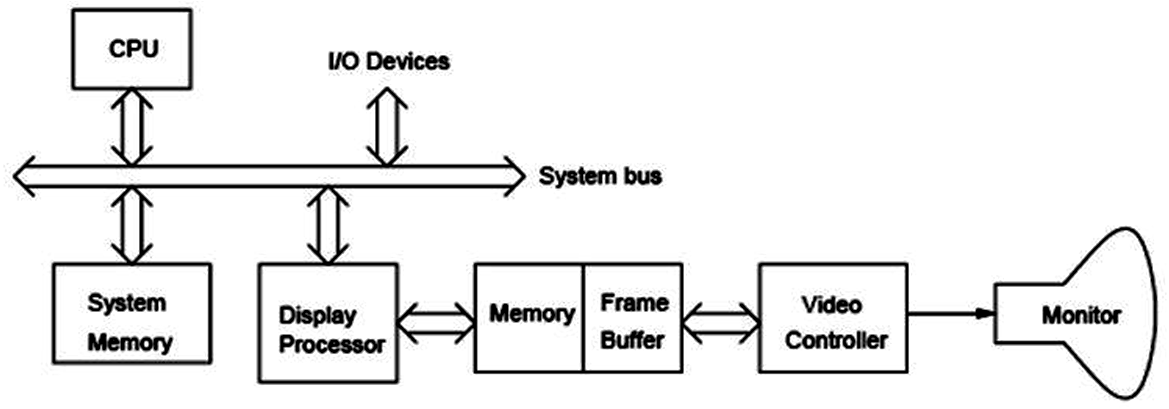 CPU
I/O Devices
System bus
System
Memory
Display
Processor
Memory
Frame
Buffer
Video
Controller
Monitor